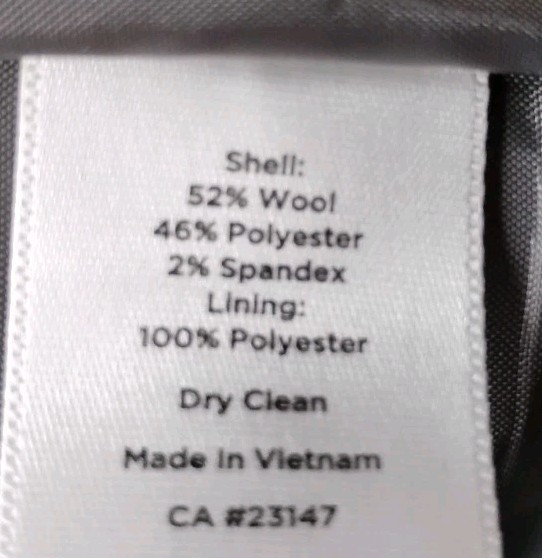 Shell:
52% Wool
46% Polyester
2% Spandex
Lining:
100% Polyester
Dry Clean
Made in Vietnam
CA #23147